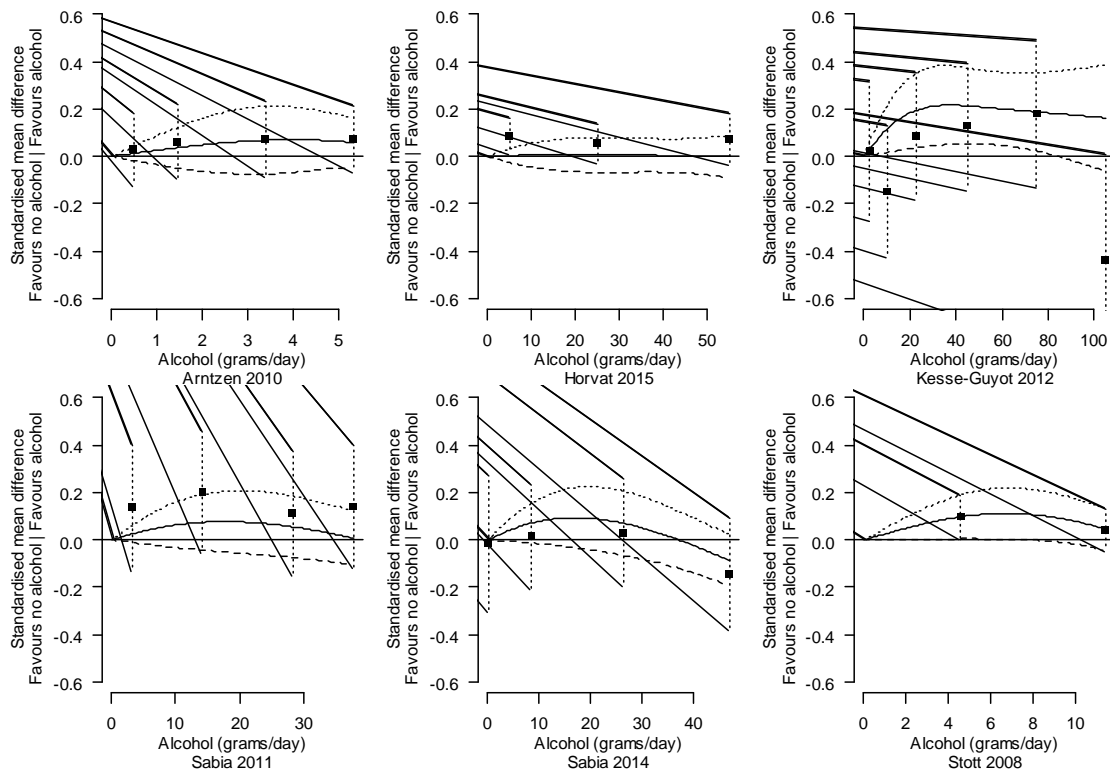 Standardised mean difference
Favours no alcohol | Favours alcohol
0.6
0.4
0.2
0.0
-0.2
-0.4
-0.6
0 1 2 3 4 5
Alcohol (grams/day)
Arntzen 2010
Standardised mean difference
Favours no alcohol | Favours alcohol
0.6
0.4
0.2
0.0
-0.2
-0.4
-0.6
0 10 20 30 40 50
Alcohol (grams/day)
Horvat 2015
Standardised mean difference
Favours no alcohol | Favours alcohol
0.6
0.4
0.2
0.0
-0.2
-0.4
-0.6
0 20 40 60 80 100
Alcohol (grams/day)
Kesse-Guyot 2012
Standardised mean difference
Favours no alcohol | Favours alcohol
0.6
0.4
0.2
0.0
-0.2
-0.4
-0.6
0 10 20 30
Alcohol (grams/day)
Sabia 2011
Standardised mean difference
Favours no alcohol | Favours alcohol
0.6
0.4
0.2
0.0
-0.2
-0.4
-0.6
0 10 20 30 40
Alcohol (grams/day)
Sabia 2014
Standardised mean difference
Favours no alcohol | Favours alcohol
0.6
0.4
0.2
0.0
-0.2
-0.4
-0.6
0 2 4 6 8 10
Alcohol (grams/day)
Stott 2008